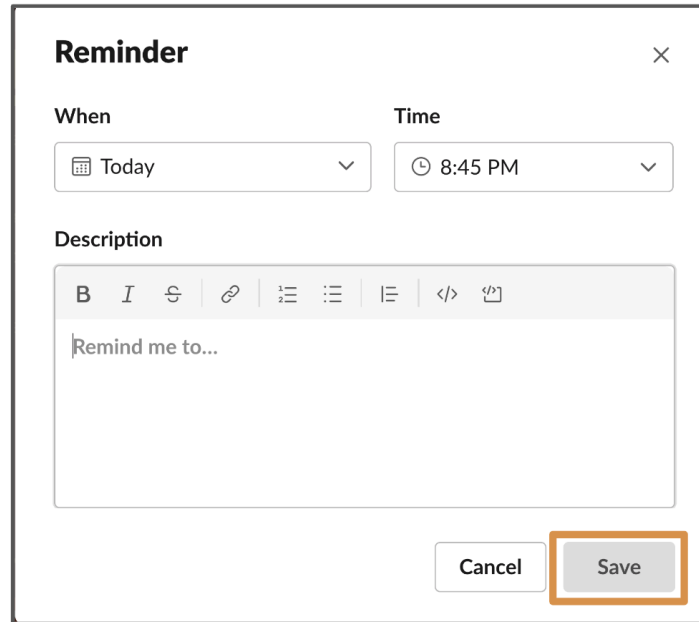 Reminder
When Time
Today 8:45 PM
Description
B I S
Remind me to...
Cancel Save